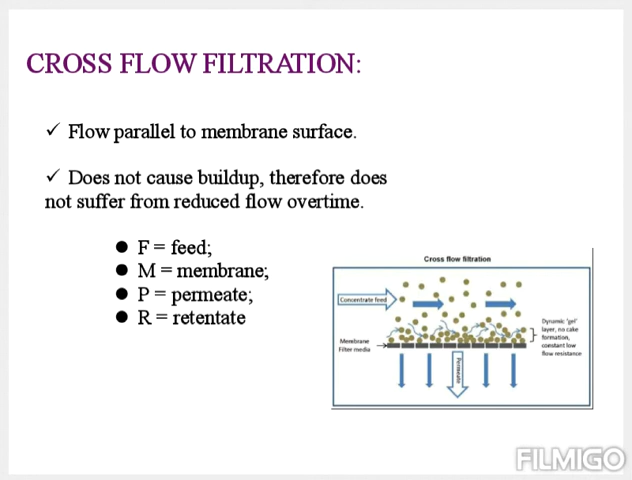 CROSS FLOW FILTRATION:
✓ Flow parallel to membrane surface.
✓ Does not cause buildup, therefore does
not suffer from reduced flow overtime.
● F = feed;
● M = membrane;
● P = permeate;
● R = retentate
Cross flow filtration
Concentrate feed
Membrane
Filter media
Dynamic 'gel'
layer, no cake
formation,
constant low
flow resistance
Permeate
FILMIGO